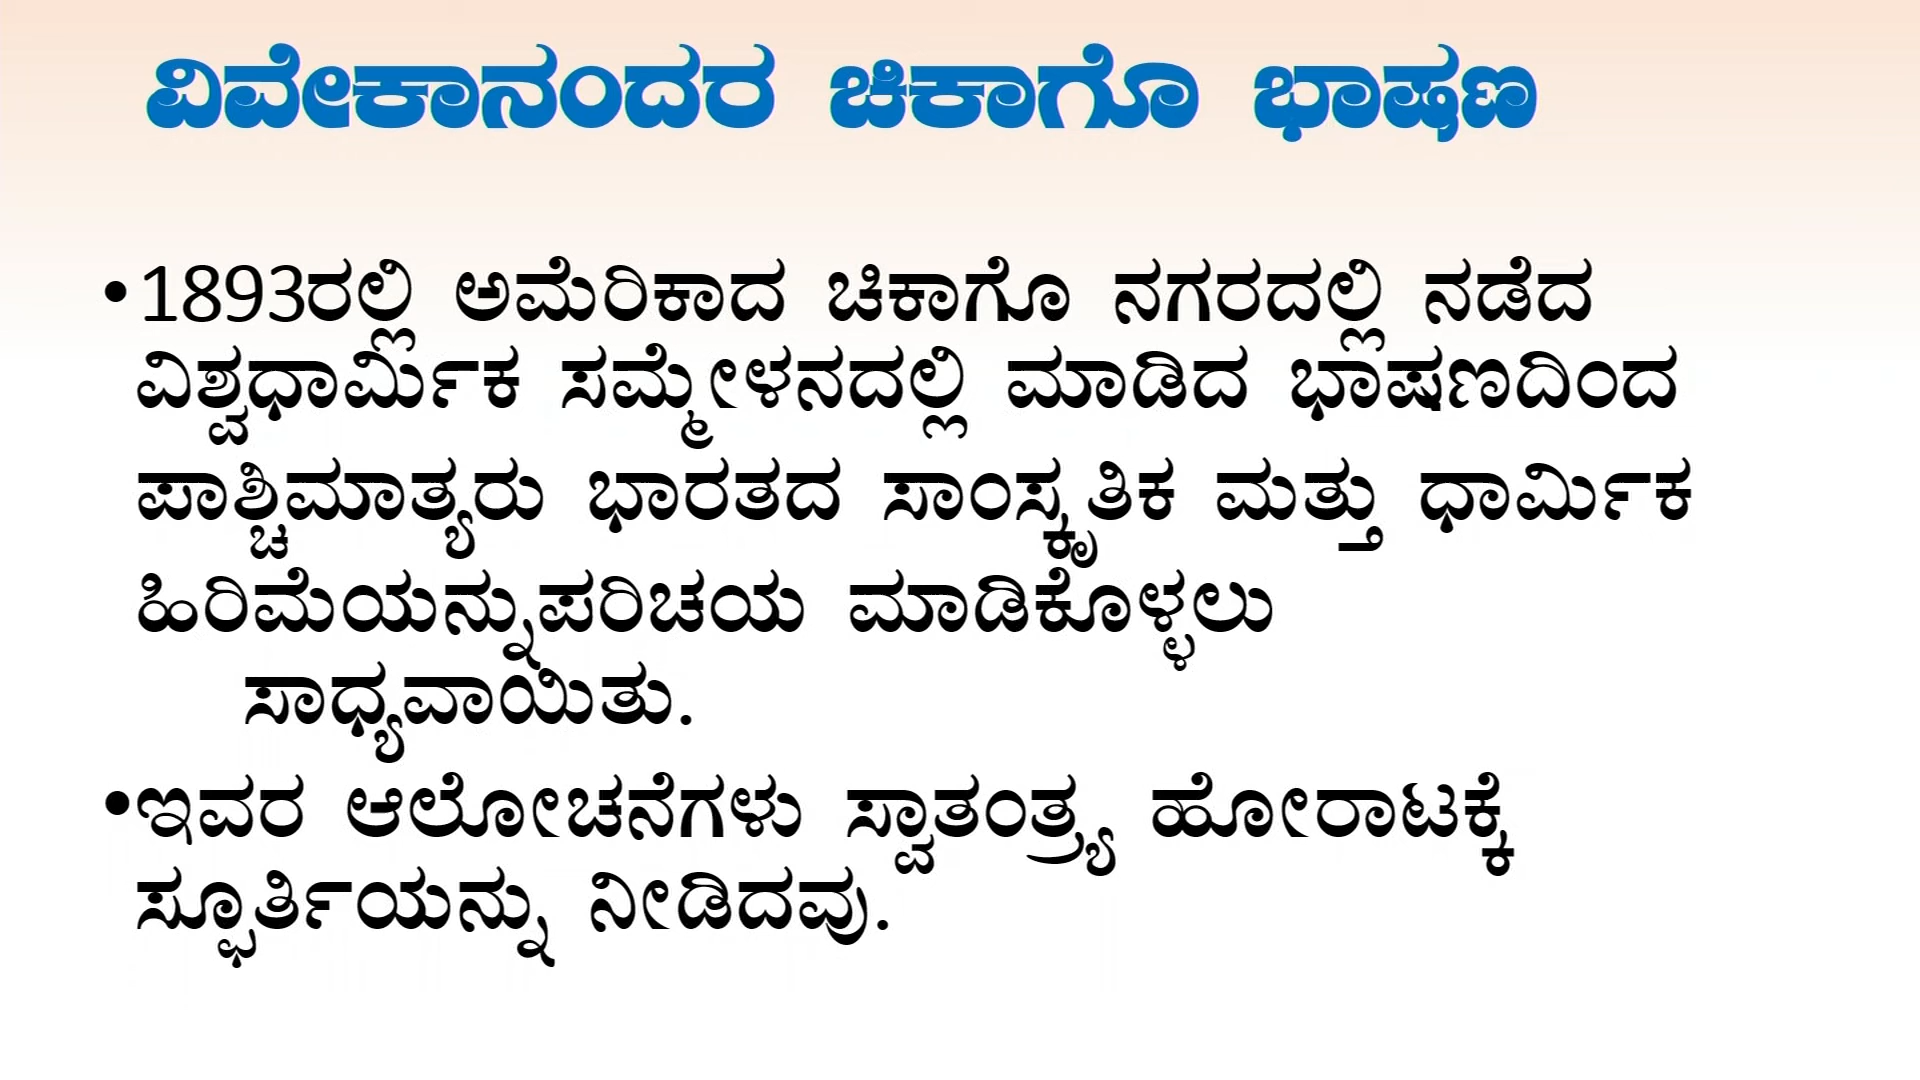 ವಿವೇಕಾನಂದರ ಚಿಕಾಗೊ ಭಾಷಣ
•1893ರಲ್ಲಿ ಅಮೆರಿಕಾದ ಚಿಕಾಗೊ ನಗರದಲ್ಲಿ ನಡೆದ
ವಿಶ್ವಧಾರ್ಮಿಕ ಸಮ್ಮೇಳನದಲ್ಲಿ ಮಾಡಿದ ಭಾಷಣದಿಂದ
ಪಾಶ್ಚಿಮಾತ್ಯರು ಭಾರತದ ಸಾಂಸ್ಕೃತಿಕ ಮತ್ತು ಧಾರ್ಮಿಕ
ಹಿರಿಮೆಯನ್ನುಪರಿಚಯ ಮಾಡಿಕೊಳ್ಳಲು
ಸಾಧ್ಯವಾಯಿತು.
•ಇವರ ಆಲೋಚನೆಗಳು ಸ್ವಾತಂತ್ರ್ಯ ಹೋರಾಟಕ್ಕೆ
ಸ್ಫೂರ್ತಿಯನ್ನು ನೀಡಿದವು.